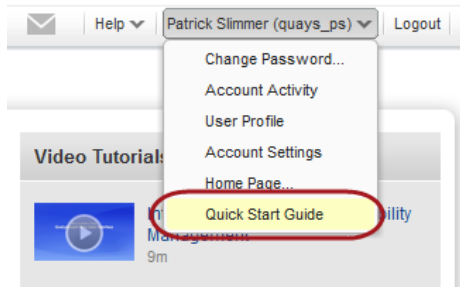 Help Patrick Slimmer (quays_ps) Logout
Change Password...
Account Activity
User Profile
Account Settings
Home Page...
Quick Start Guide
Video Tutorials
bility
Management
9m